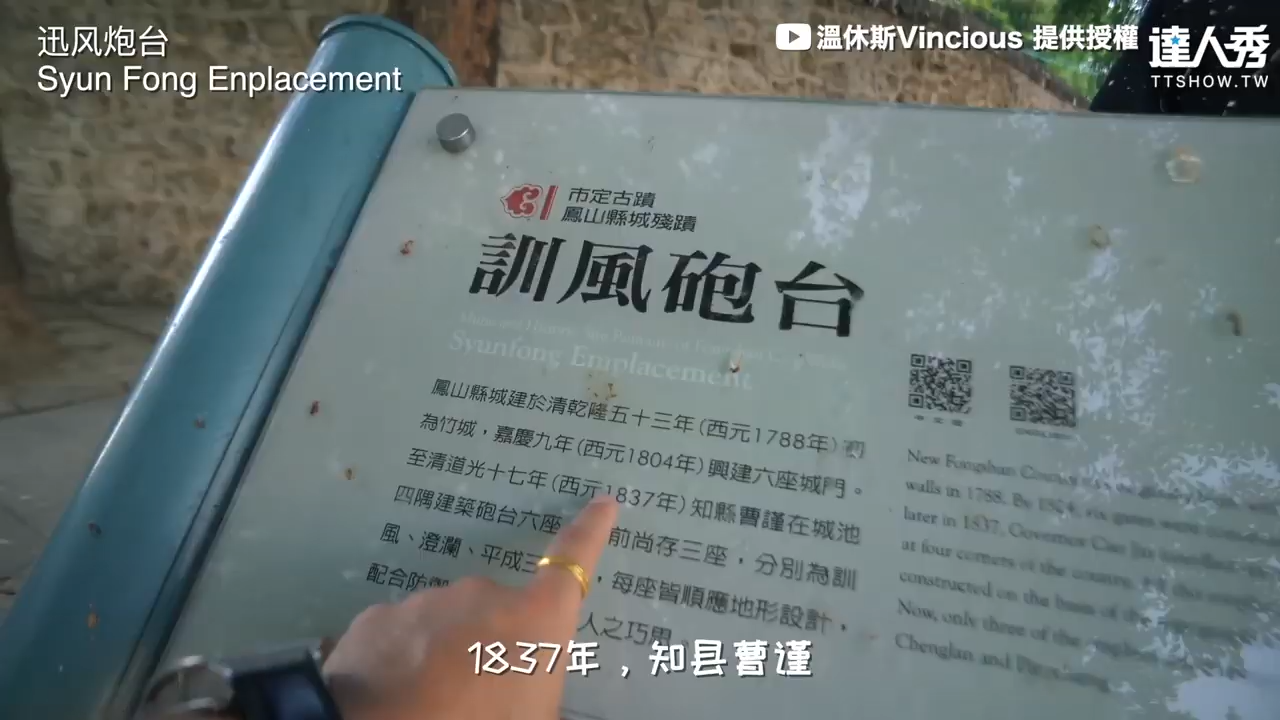 迅风炮台
Syun Fong Enplacement
溫休斯Vincious 提供授權
達人秀
TTSHOW.TW
市定古蹟
鳳山縣城殘蹟
訓風砲台
Syunfong Emplacement
鳳山縣城建於清乾隆五十三年(西元1788年)初
為竹城，嘉慶九年(西元1804年)興建六座城門。
至清道光十七年(西元1837年)知縣曹謹在城池
四隅建築砲台六座 前尚存三座，分別為訓
風、澄瀾、平成三 ，每座皆順應地形設計，
配合防禦 人之巧思。
New Fongshan County
walls in 1788. By 1804, six gates were
later in 1837, Governor Cao Jin
at four corners of the country.
constructed on the basis of the
Now, only three of the
Chenglan and
1837年，知县曹谨